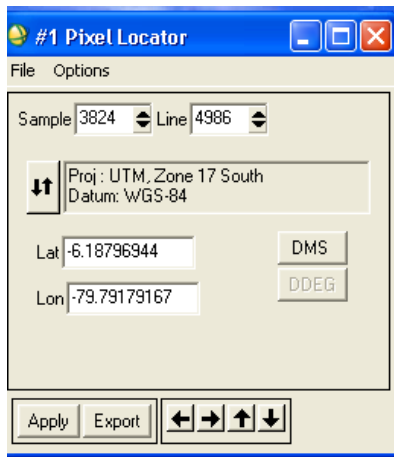 #1 Pixel Locator
File Options
Sample 3824 Line 4986
Proj : UTM, Zone 17 South
Datum: WGS-84
Lat -6.18796944 DMS
Lon -79.79179167 DDEG
Apply Export